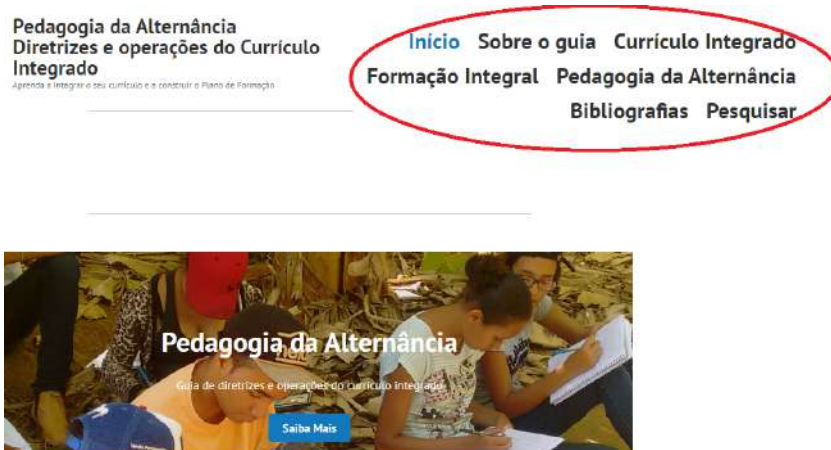 Pedagogia da Alternância
Diretrizes e operações do Currículo
Integrado
Aprenda a integrar o seu currículo e a construir o Plano de Formação
Início Sobre o guia Currículo Integrado
Formação Integral Pedagogia da Alternância
Bibliografias Pesquisar
Pedagogia da Alternância
Guia de diretrizes e operações do currículo integrado
Saiba Mais